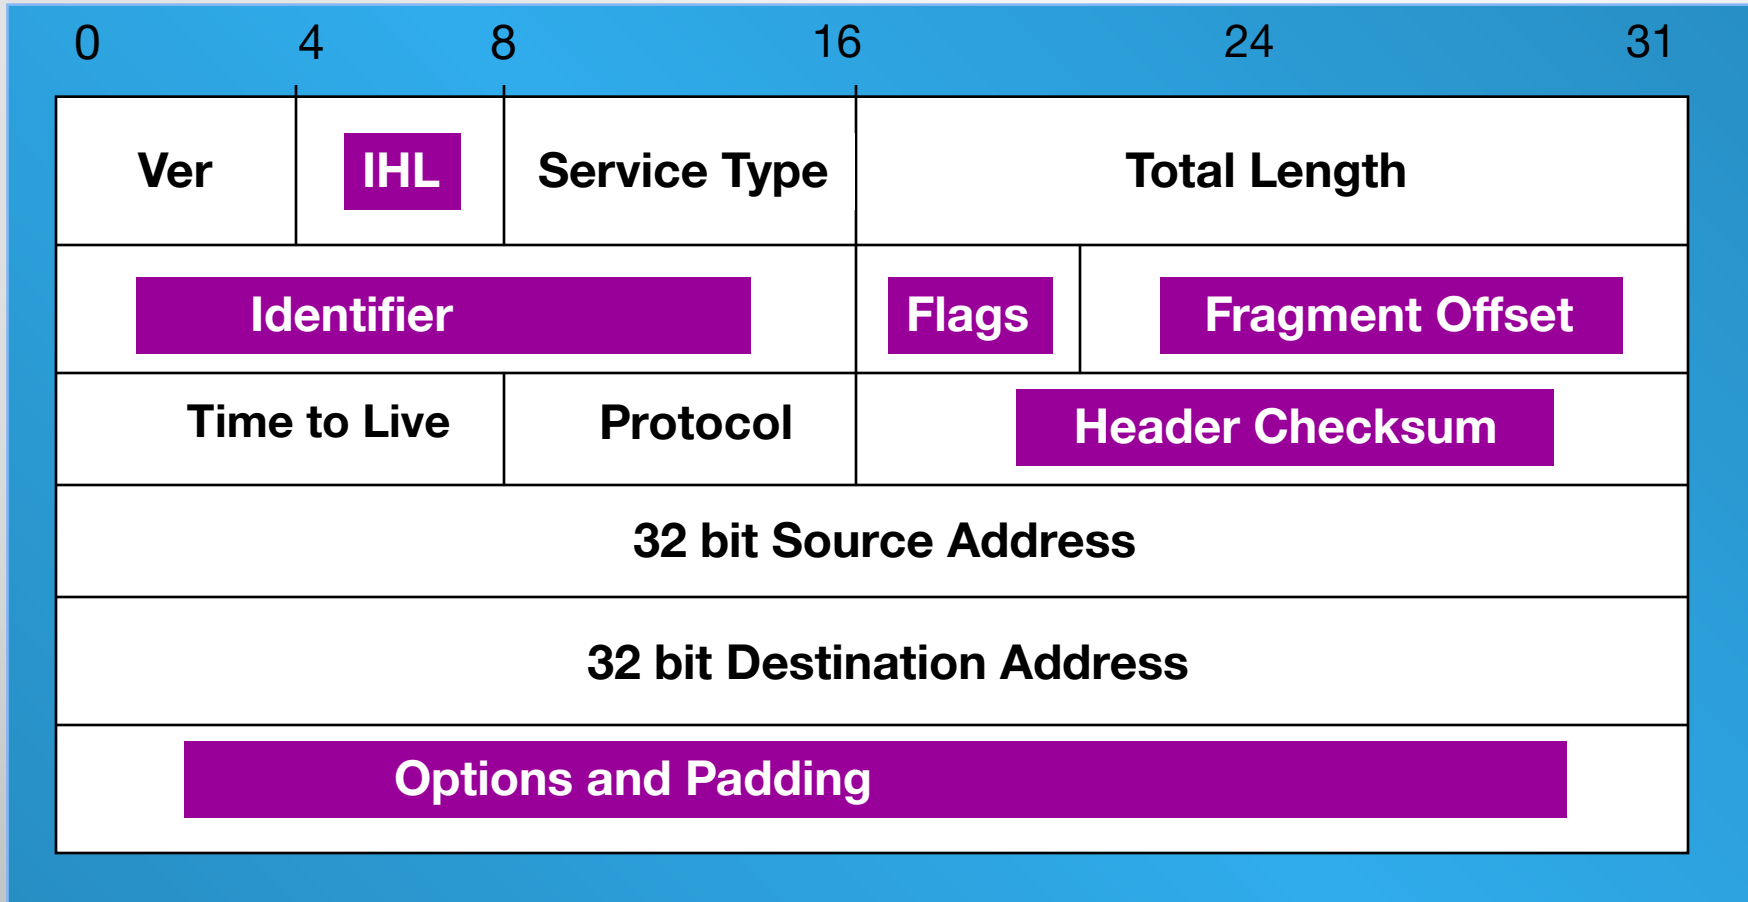 0 4 8 16 24 31
Ver IHL Service Type Total Length
Identifier Flags Fragment Offset
Time to Live Protocol Header Checksum
32 bit Source Address
32 bit Destination Address
Options and Padding